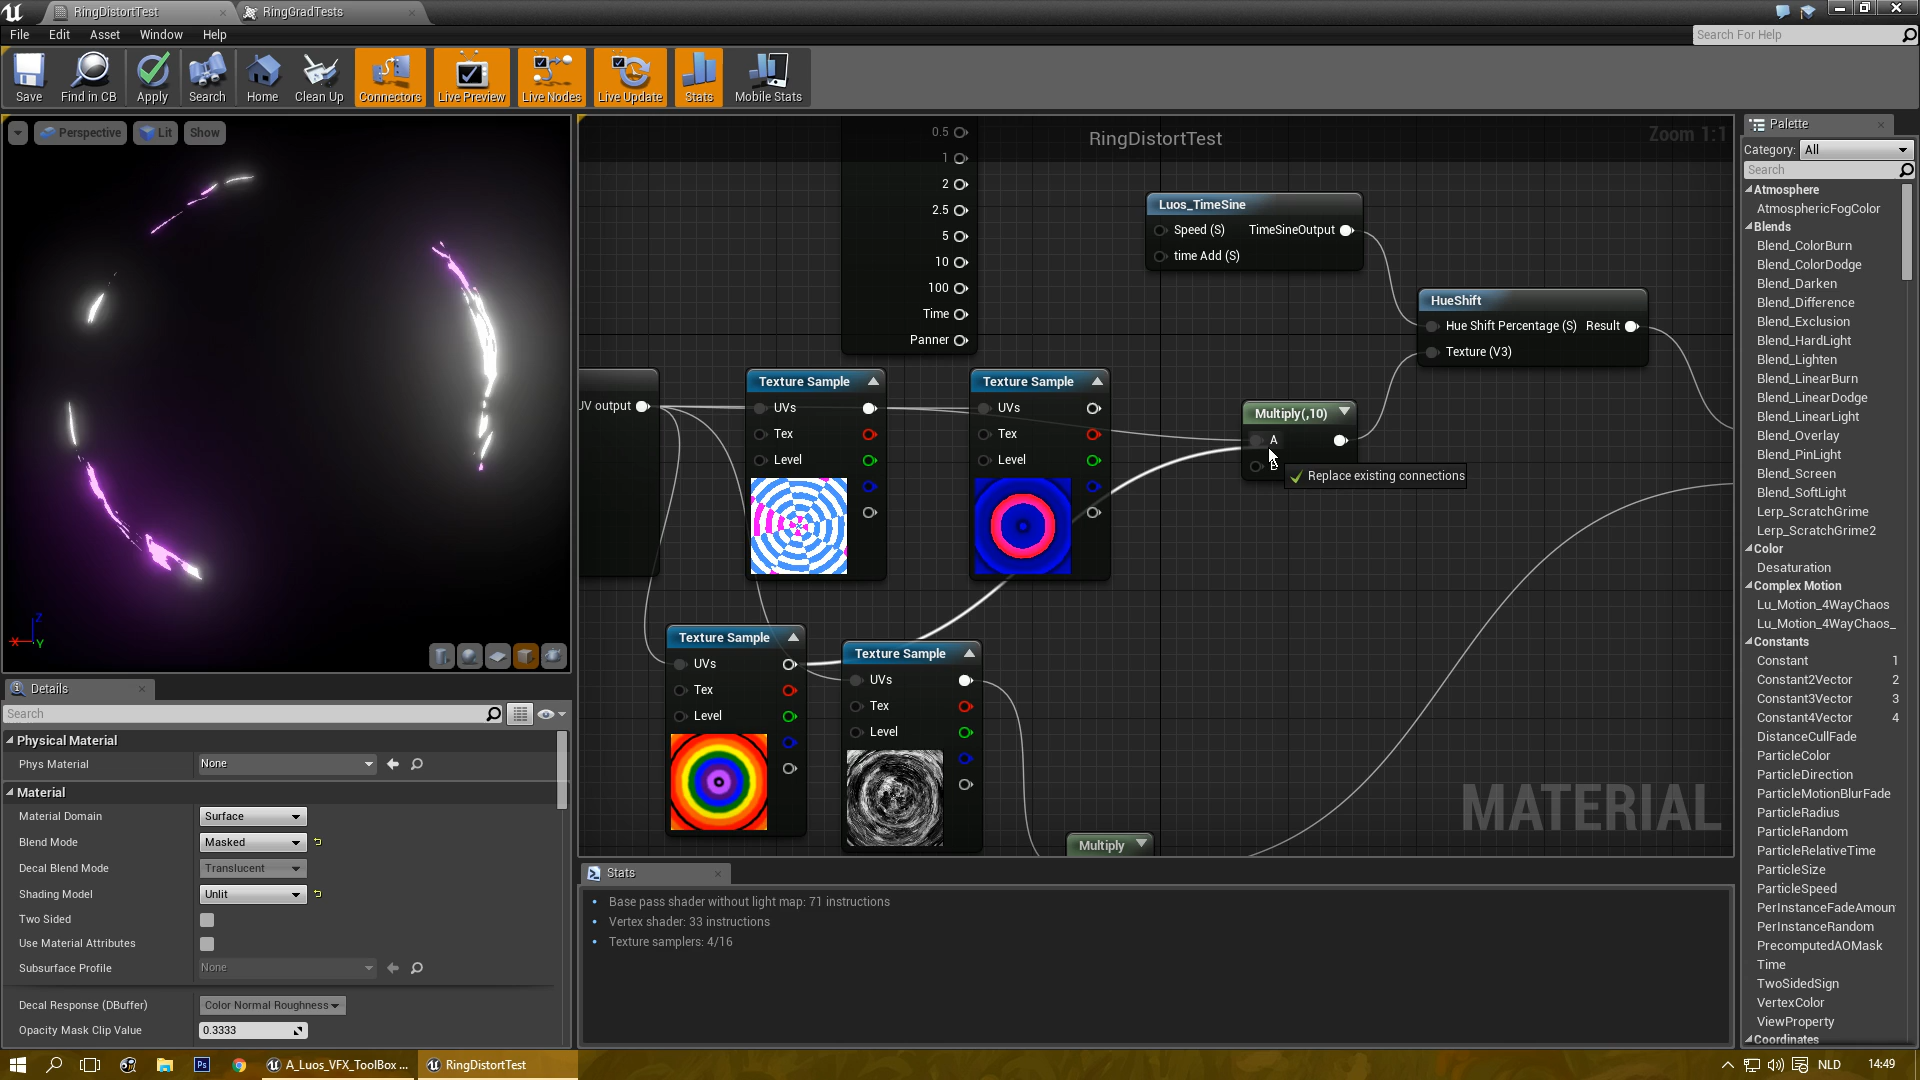 RingDistortTest
RingGradTests
File Edit Asset Window Help
Search For Help
Save Find in CB Apply Search Home Clean Up Connectors Live Preview Live Nodes Live Update Stats Mobile Stats
Perspective Lit Show
RingDistortTest
Zoom 1:1
0.5
1
2
2.5
5
10
100
Time
Panner
Luos_TimeSine
Speed (S) TimeSineOutput
time Add (S)
HueShift
Hue Shift Percentage (S) Result
Texture (V3)
UV output
Texture Sample
UVs
Tex
Level
Texture Sample
UVs
Tex
Level
Multiply(,10)
A
Replace existing connections
Texture Sample
UVs
Tex
Level
Texture Sample
UVs
Tex
Level
Multiply
MATERIAL
X
Z
Y
Details
Search
Physical Material
Phys Material None
Material
Material Domain Surface
Blend Mode Masked
Decal Blend Mode Translucent
Shading Model Unlit
Two Sided
Use Material Attributes
Subsurface Profile None
Decal Response (DBuffer) Color Normal Roughness
Opacity Mask Clip Value 0.3333
Stats
Base pass shader without light map: 71 instructions
Vertex shader: 33 instructions
Texture samplers: 4/16
Palette
Category: All
Search
Atmosphere
AtmosphericFogColor
Blends
Blend_ColorBurn
Blend_ColorDodge
Blend_Darken
Blend_Difference
Blend_Exclusion
Blend_HardLight
Blend_Lighten
Blend_LinearBurn
Blend_LinearDodge
Blend_LinearLight
Blend_Overlay
Blend_PinLight
Blend_Screen
Blend_SoftLight
Lerp_ScratchGrime
Lerp_ScratchGrime2
Color
Desaturation
Complex Motion
Lu_Motion_4WayChaos
Lu_Motion_4WayChaos_
Constants
Constant 1
Constant2Vector 2
Constant3Vector 3
Constant4Vector 4
DistanceCullFade
ParticleColor
ParticleDirection
ParticleMotionBlurFade
ParticleRadius
ParticleRandom
ParticleRelativeTime
ParticleSize
ParticleSpeed
PerInstanceFadeAmoun
PerInstanceRandom
PrecomputedAOMask
Time
TwoSidedSign
VertexColor
ViewProperty
Coordinates
Ps
A_Luos_VFX_ToolBox ...
RingDistortTest
NLD
14:49